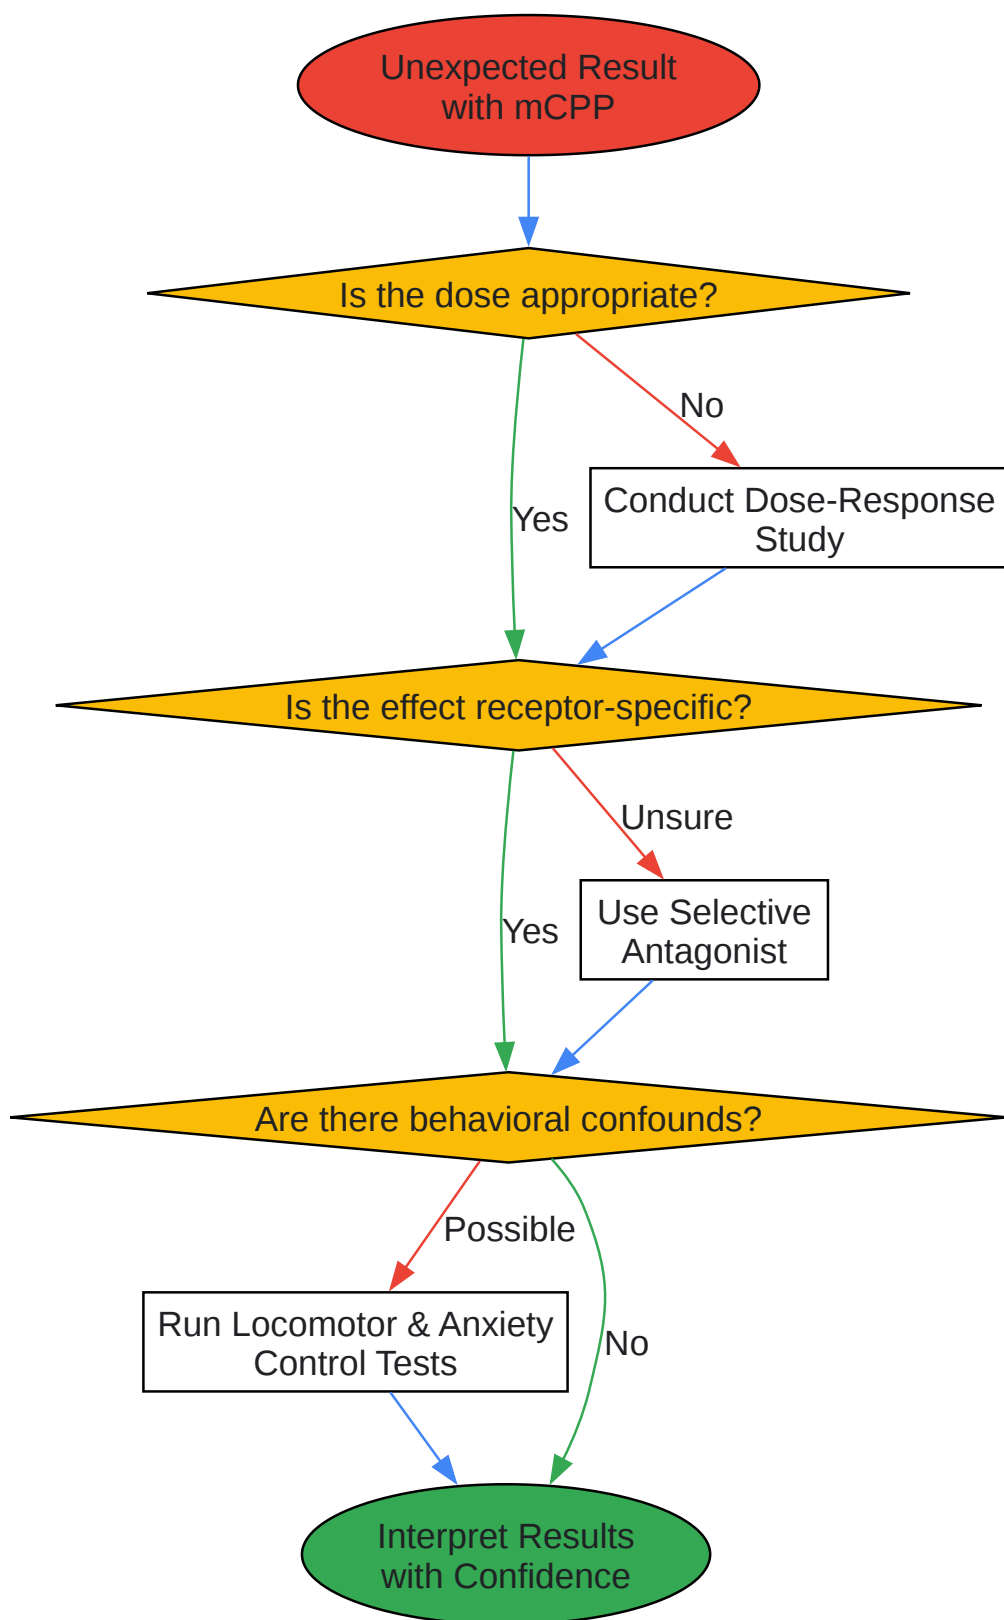 Unexpected Result
with mCPP
Is the dose appropriate?
No
Conduct Dose-Response
Study
Yes
Is the effect receptor-specific?
Unsure
Use Selective
Antagonist
Yes
Are there behavioral confounds?
Possible
Run Locomotor & Anxiety
Control Tests
No
Interpret Results
with Confidence